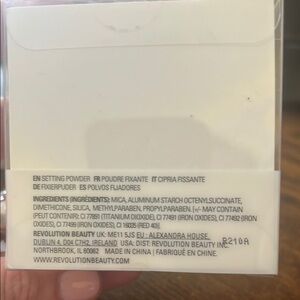 EN SETTING POWDER FR POUDRE FIXANTE IT CIPRIA FISSANTE
DE FIXIERPUDER ES POLVOS FIJADORES
INGREDIENTS (INGRÉDIENTS): MICA, ALUMINUM STARCH OCTENYLSUCCINATE,
DIMETHICONE, SILICA, METHYLPARABEN, PROPYLPARABEN. [+/- MAY CONTAIN
(PEUT CONTENIR): CI 77891 (TITANIUM DIOXIDE), CI 77491 (IRON OXIDES), CI 77492 (IRON
OXIDES), CI 77499 (IRON OXIDES), CI 16035 (RED 40)]
REVOLUTION BEAUTY UK: ME11 5JS EU: ALEXANDRA HOUSE,
DUBLIN 4, D04 C7H2, IRELAND USA: DIST: REVOLUTION BEAUTY INC.
NORTHBROOK, IL 60062 MADE IN CHINA | FABRIQUÉ EN CHINE.
WWW.REVOLUTIONBEAUTY.COM
R210A